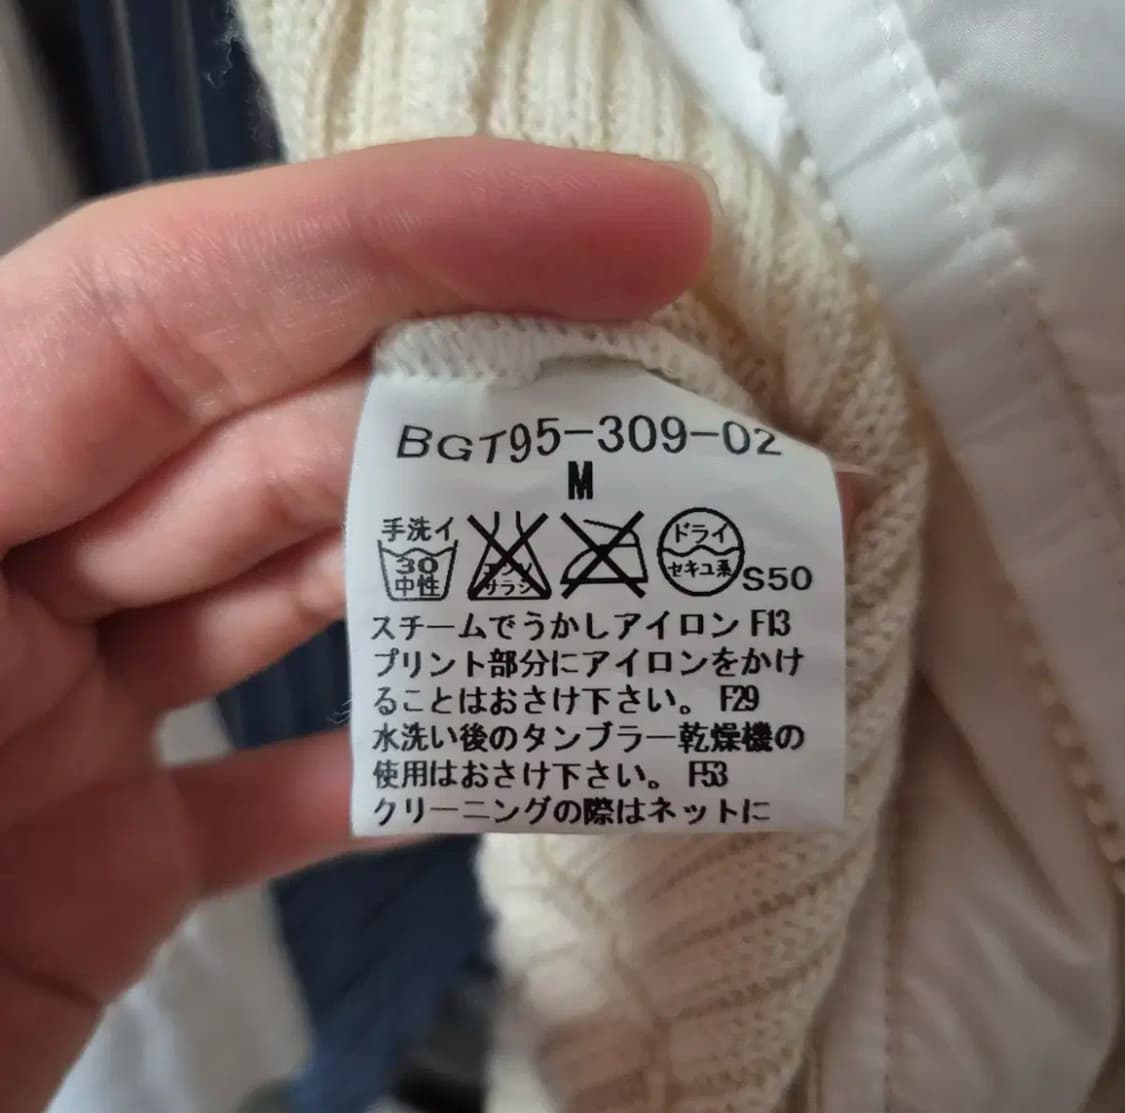 BGT95-309-02
M
手洗イ
30
中性
エンソ
サラシ
ドライ
セキユ系
S50
スチームでうかしアイロン F13
プリント部分にアイロンをかけ
ることはおさけ下さい。 F29
水洗い後のタンブラー乾燥機の
使用はおさけ下さい。 F53
クリーニングの際はネットに